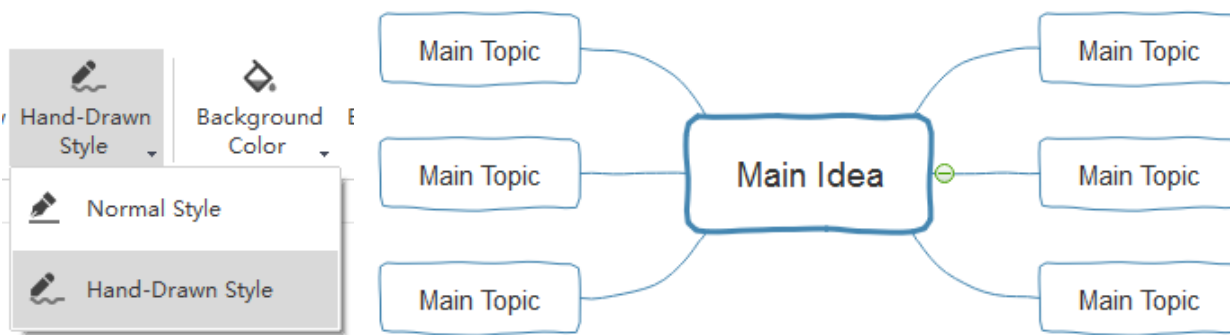 Hand-Drawn
Style
Background
Color
Normal Style
Hand-Drawn Style
Main Topic
Main Topic
Main Topic
Main Idea
Main Topic
Main Topic
Main Topic